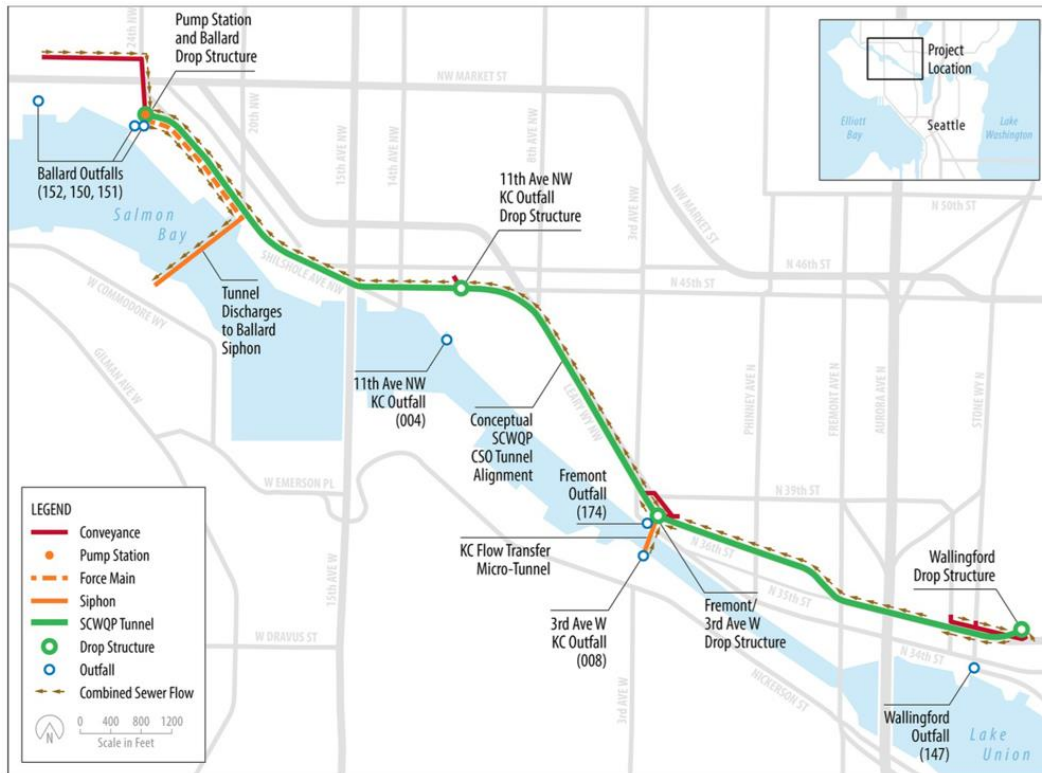 Pump Station
and Ballard
Drop Structure
24th NW
NW MARKET ST
20th NW
15th AVE NW
14th AVE NW
8th AVE NW
3rd AVE NW
NW MARKET ST
Project
Location
Elliott
Bay
Seattle
Lake
Washington
N 50th ST
Ballard Outfalls
(152, 150, 151)
Salmon
Bay
11th Ave NW
KC Outfall
Drop Structure
N 46th ST
N 45th ST
SHILSHOLE AVE NW
W COMMODORE WY
GILMAN AVE W
Tunnel
Discharges
to Ballard
Siphon
11th Ave NW
KC Outfall
(004)
Conceptual
SCWQP
CSO Tunnel
Alignment
LEARY WY NW
PHINNEY AVE N
FREMONT AVE N
AURORA AVE N
STONE WY N
W EMERSON PL
Fremont
Outfall
(174)
N 39th ST
KC Flow Transfer
Micro-Tunnel
N 36th ST
N 35th ST
N 34th ST
Wallingford
Drop Structure
15th AVE W
W DRAVUS ST
3rd Ave W
KC Outfall
(008)
Fremont/
3rd Ave W
Drop Structure
3rd AVE W
NICKERSON ST
Wallingford
Outfall
(147)
Lake
Union
LEGEND
Conveyance
Pump Station
Force Main
Siphon
SCWQP Tunnel
Drop Structure
Outfall
Combined Sewer Flow
N
0 400 800 1200
Scale in Feet